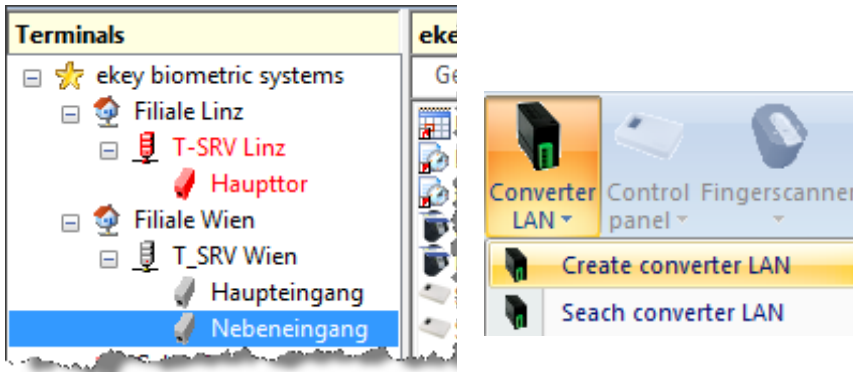 Terminals
eke
ekey biometric systems
Ge
Filiale Linz
T-SRV Linz
Haupttor
Filiale Wien
T_SRV Wien
Haupteingang
Nebeneingang
Converter LAN
Control panel
Fingerscanner
Create converter LAN
Seach converter LAN